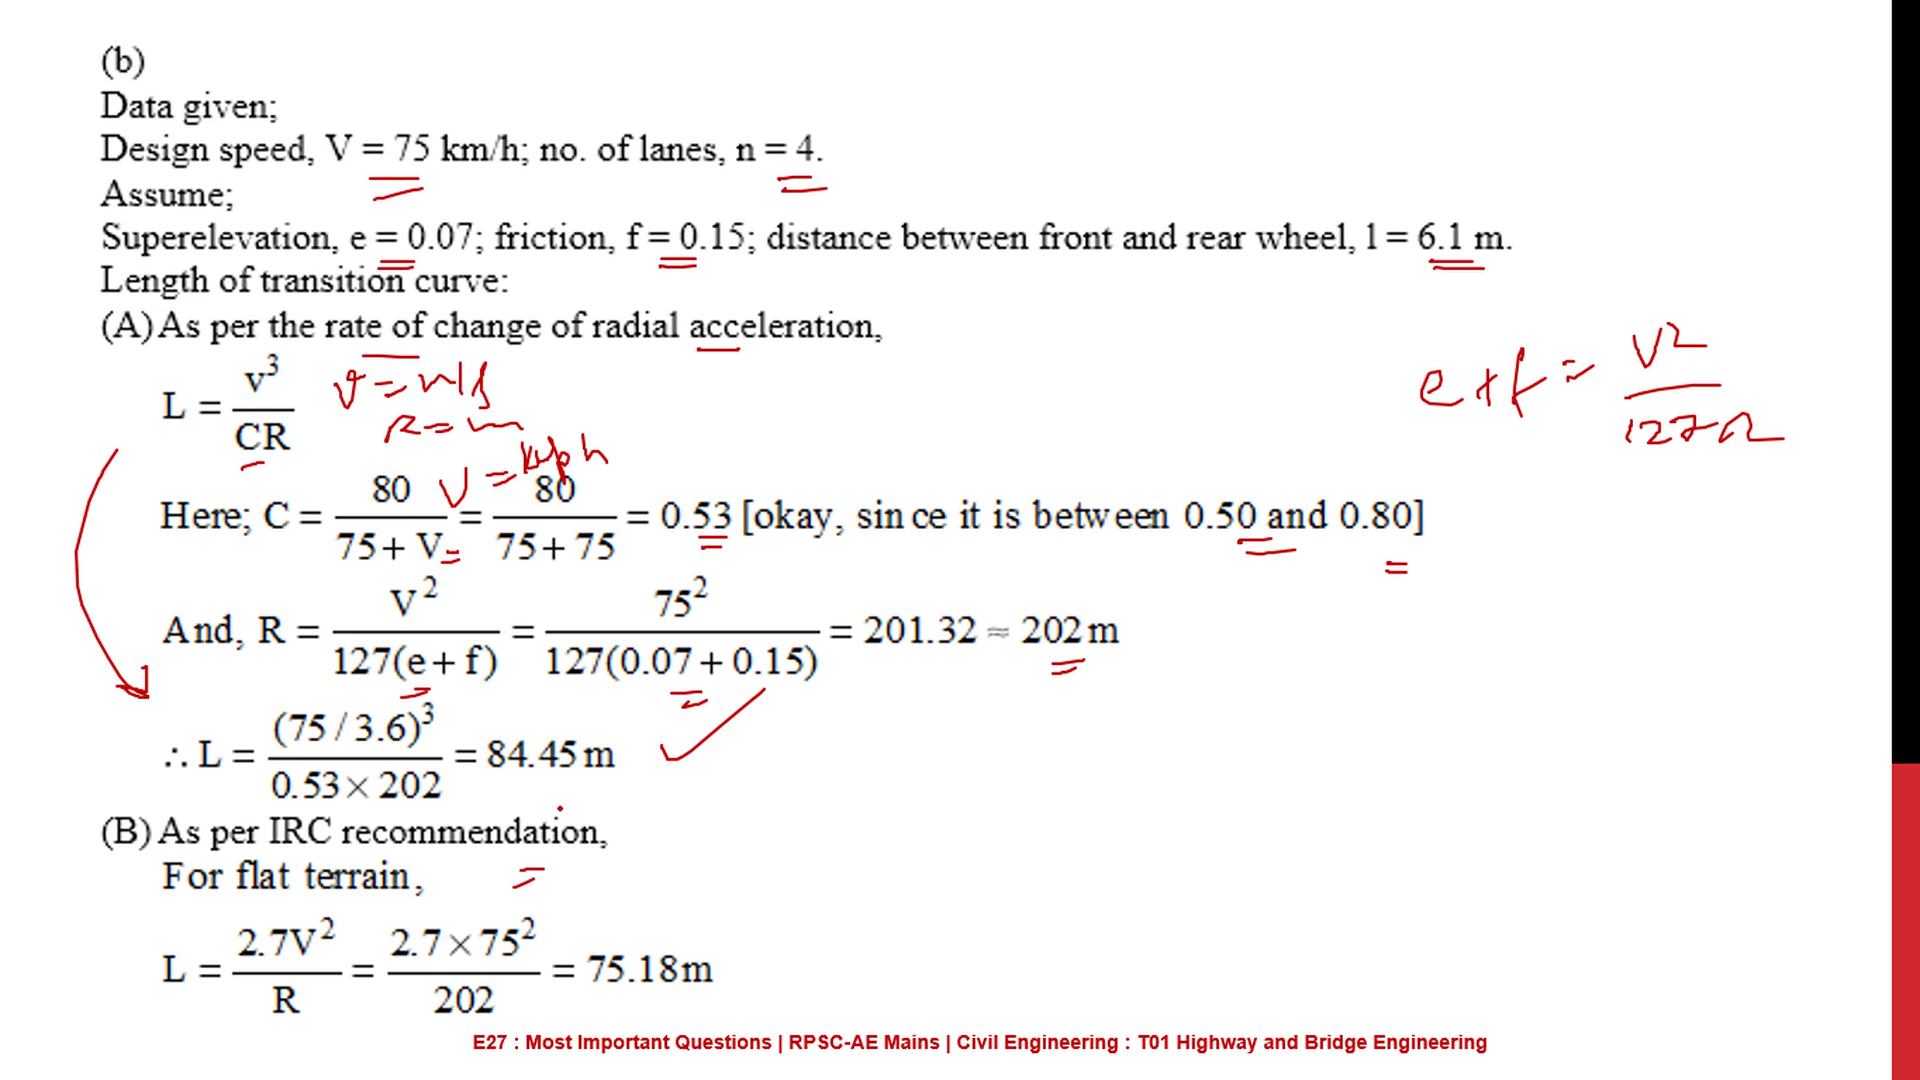 (b)
Data given;
Design speed, V = 75 km/h; no. of lanes, n = 4.
Assume;
Superelevation, e = 0.07; friction, f = 0.15; distance between front and rear wheel, l = 6.1 m.
Length of transition curve:
(A) As per the rate of change of radial acceleration,
L = v³ / CR
v = m/s
R = m
V = kmph
e + f = V² / 127R
Here; C = 80 / 75 + V = 80 / 75 + 75 = 0.53 [okay, since it is between 0.50 and 0.80]
And, R = V² / 127(e + f) = 75² / 127(0.07 + 0.15) = 201.32 ≈ 202 m
∴ L = (75 / 3.6)³ / 0.53 × 202 = 84.45 m
(B) As per IRC recommendation,
For flat terrain,
L = 2.7V² / R = 2.7 × 75² / 202 = 75.18 m
E27 : Most Important Questions | RPSC-AE Mains | Civil Engineering : T01 Highway and Bridge Engineering